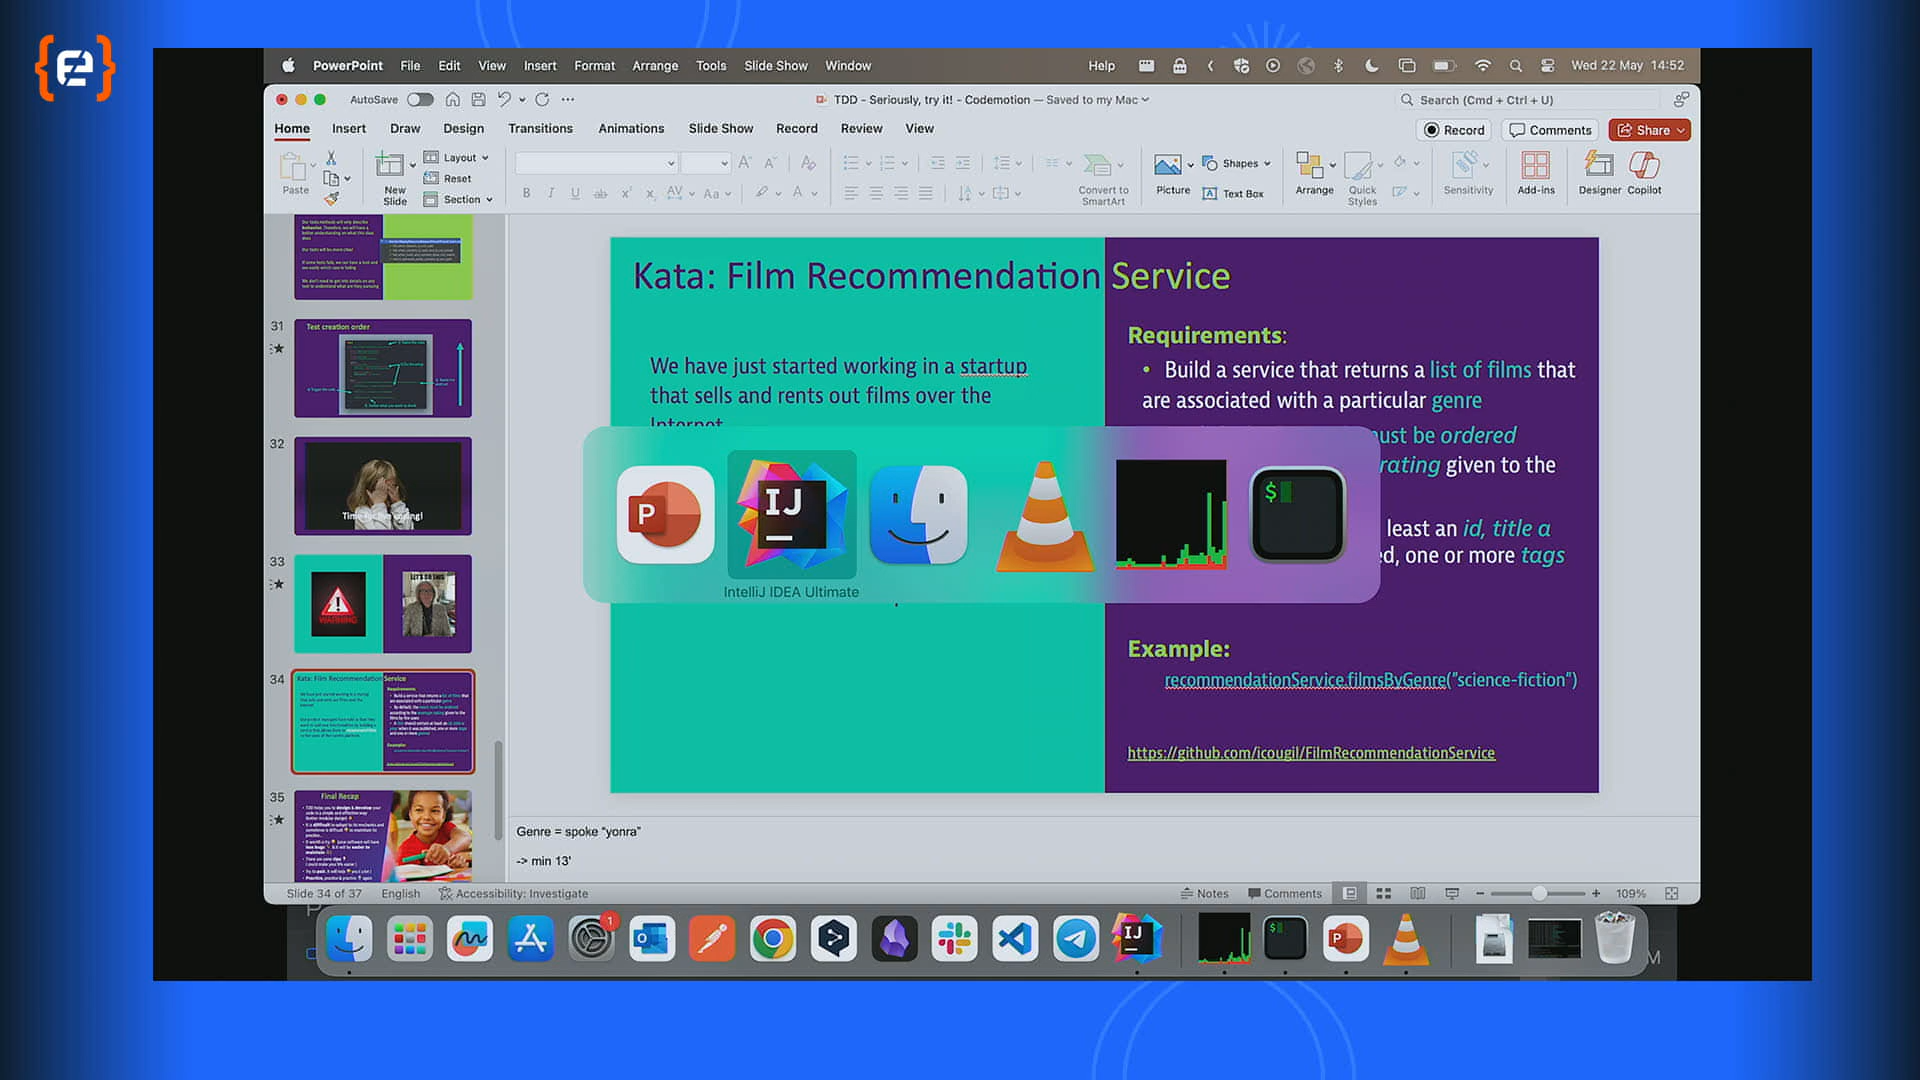 PowerPoint File Edit View Insert Format Arrange Tools Slide Show Window Help Wed 22 May 14:52
AutoSave TDD - Seriously, try it! - Codemotion — Saved to my Mac Search (Cmd + Ctrl + U)
Home Insert Draw Design Transitions Animations Slide Show Record Review View Record Comments Share
Paste New Slide Layout Reset Section Convert to SmartArt Picture Shapes Text Box Arrange Quick Styles Sensitivity Add-ins Designer Copilot
31
Test creation order
32
33
WARNING
34
Kata: Film Recommendation Service
35
Final Recap
Kata: Film Recommendation Service
We have just started working in a startup
that sells and rents out films over the
Internet
Requirements:
• Build a service that returns a list of films that
are associated with a particular genre
must be ordered
rating given to the
least an id, title a
one or more tags
Example:
recommendationService.filmsByGenre("science-fiction")
https://github.com/icougil/FilmRecommendationService
P
IJ
$
IntelliJ IDEA Ultimate
Genre = spoke "yonra"
-> min 13'
Slide 34 of 37 English Accessibility: Investigate Notes Comments 109%
1
IJ
P